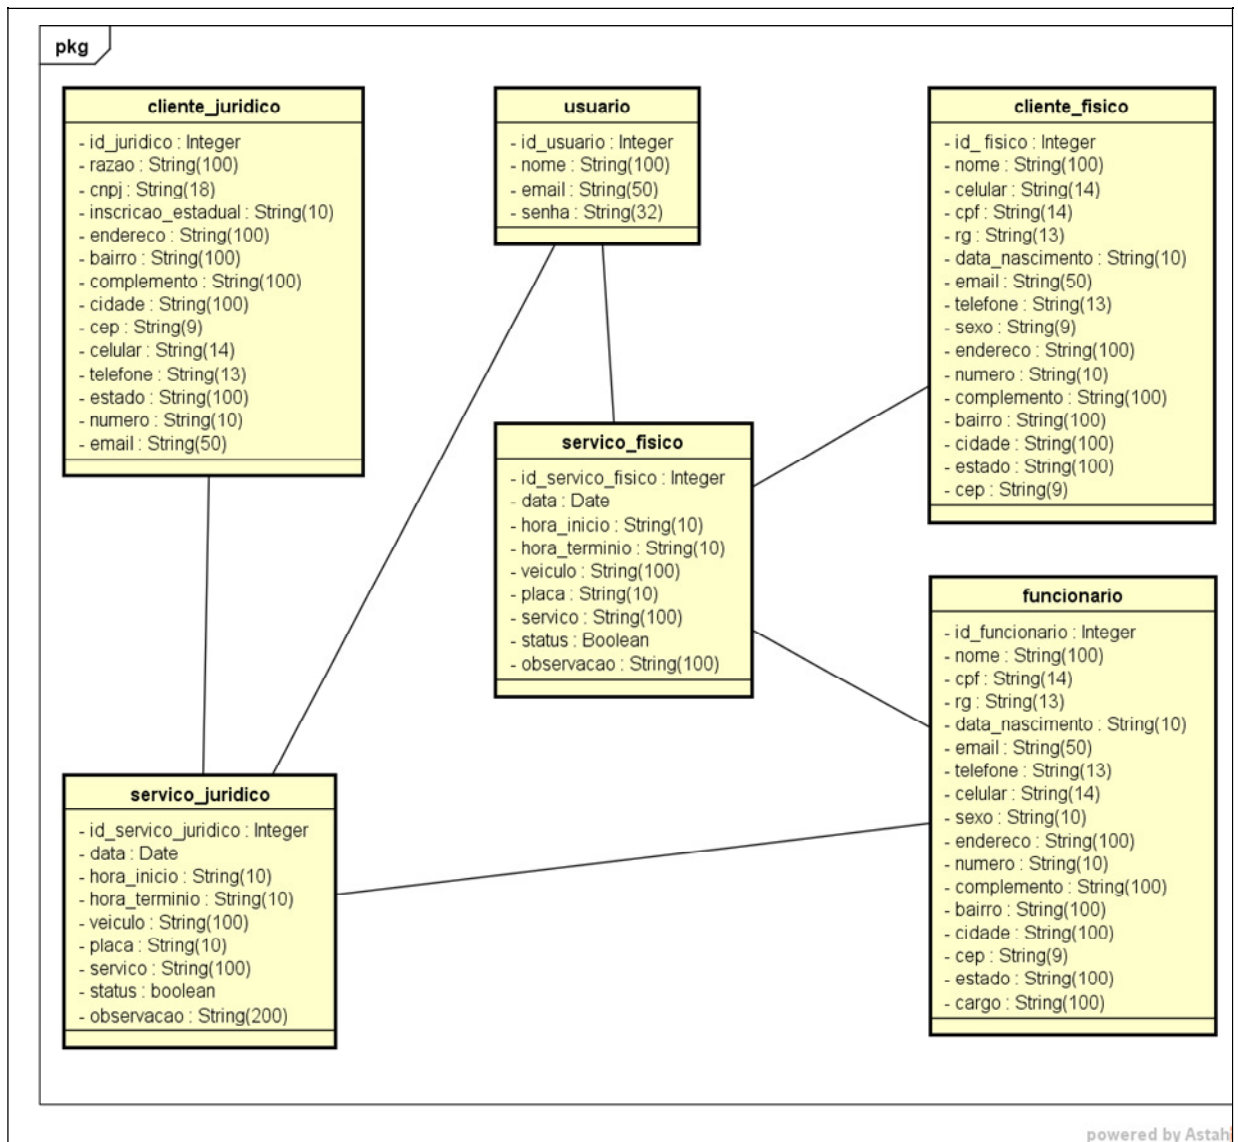 pkg
cliente_juridico
- id_juridico : Integer
- razao : String(100)
- cnpj : String(18)
- inscricao_estadual : String(10)
- endereco : String(100)
- bairro : String(100)
- complemento : String(100)
- cidade : String(100)
- cep : String(9)
- celular : String(14)
- telefone : String(13)
- estado : String(100)
- numero : String(10)
- email : String(50)
usuario
- id_usuario : Integer
- nome : String(100)
- email : String(50)
- senha : String(32)
cliente_fisico
- id_ fisico : Integer
- nome : String(100)
- celular : String(14)
- cpf : String(14)
- rg : String(13)
- data_nascimento : String(10)
- email : String(50)
- telefone : String(13)
- sexo : String(9)
- endereco : String(100)
- numero : String(10)
- complemento : String(100)
- bairro : String(100)
- cidade : String(100)
- estado : String(100)
- cep : String(9)
servico_fisico
- id_servico_fisico : Integer
- data : Date
- hora_inicio : String(10)
- hora_terminio : String(10)
- veiculo : String(100)
- placa : String(10)
- servico : String(100)
- status : Boolean
- observacao : String(100)
funcionario
- id_funcionario : Integer
- nome : String(100)
- cpf : String(14)
- rg : String(13)
- data_nascimento : String(10)
- email : String(50)
- telefone : String(13)
- celular : String(14)
- sexo : String(10)
- endereco : String(100)
- numero : String(10)
- complemento : String(100)
- bairro : String(100)
- cidade : String(100)
- cep : String(9)
- estado : String(100)
- cargo : String(100)
servico_juridico
- id_servico_juridico : Integer
- data : Date
- hora_inicio : String(10)
- hora_terminio : String(10)
- veiculo : String(100)
- placa : String(10)
- servico : String(100)
- status : boolean
- observacao : String(200)
powered by Astah